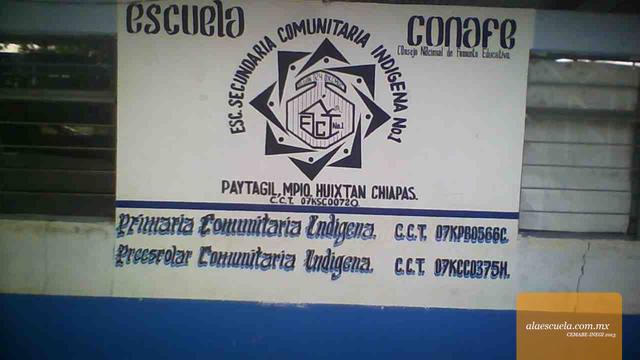 escuela
conafe
Consejo Nacional de Fomento Educativo.
ESC. SECUNDARIA COMUNITARIA INDIGENA No.1
PAYTAGIL, MPIO. HUIXTAN CHIAPAS.
C.C.T. 07KSC0072O.
Primaria Comunitaria Indigena. C.C.T. 07KPB0566C.
Preescolar Comunitaria Indigena. C.C.T. 07KCC0375H.
alaescuela.com.mx
CEMABE-INEGI 2013